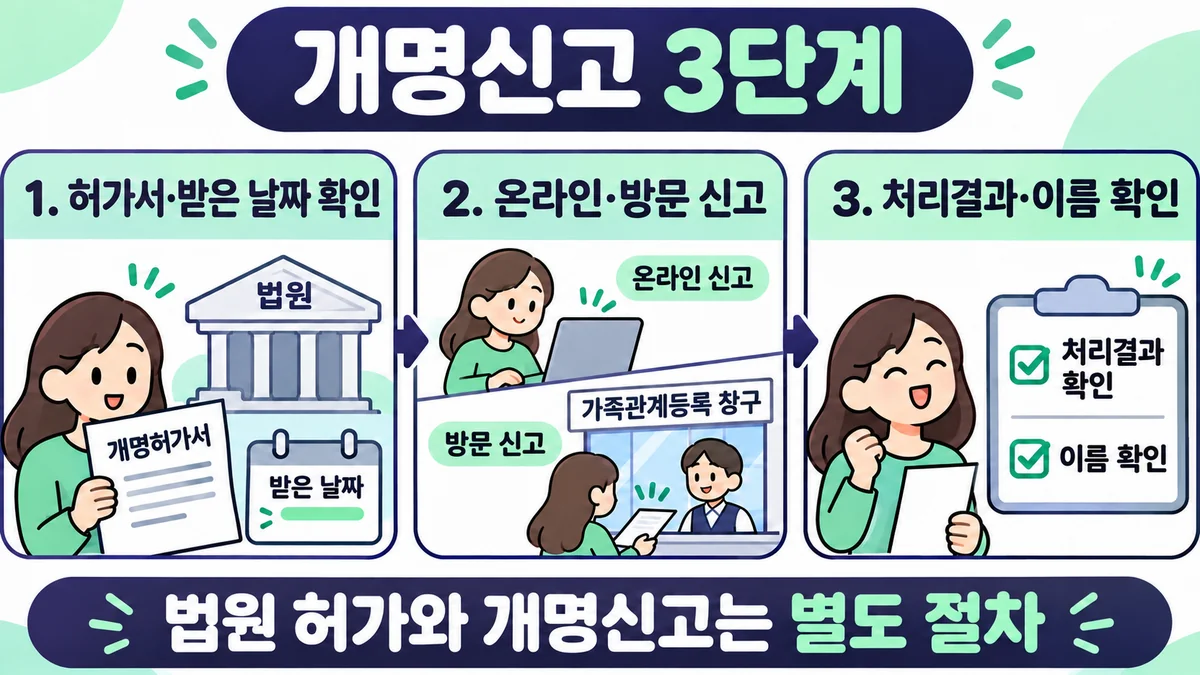 개명신고 3단계
1. 허가서·받은 날짜 확인
법원
개명허가서
받은 날짜
2. 온라인·방문 신고
온라인 신고
가족관계등록 창구
방문 신고
3. 처리결과·이름 확인
처리결과
확인
이름 확인
법원 허가와 개명신고는 별도 절차